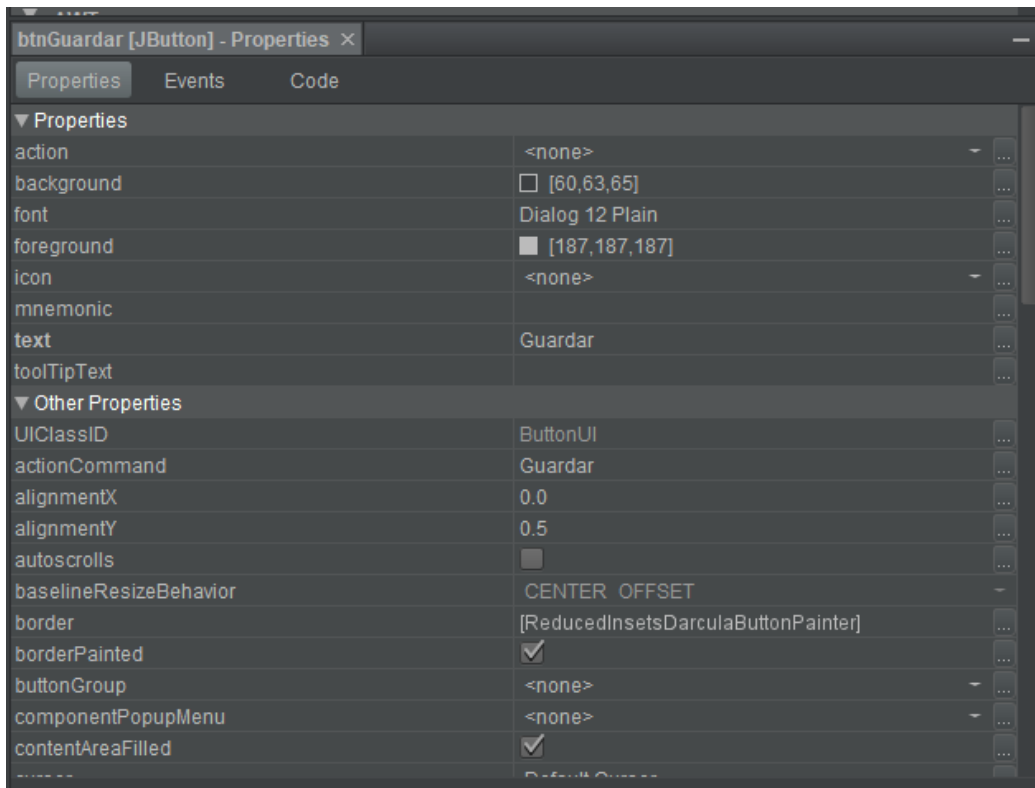 btnGuardar [JButton] - Properties ×
Properties Events Code
Properties
action <none> ...
background [60,63,65] ...
font Dialog 12 Plain ...
foreground [187,187,187] ...
icon <none> ...
mnemonic ...
text Guardar ...
toolTipText ...
Other Properties
UIClassID ButtonUI ...
actionCommand Guardar ...
alignmentX 0.0 ...
alignmentY 0.5 ...
autoscrolls ...
baselineResizeBehavior CENTER_OFFSET
border [ReducedInsetsDarculaButtonPainter] ...
borderPainted ...
buttonGroup <none> ...
componentPopupMenu <none> ...
contentAreaFilled ...
Default Cursor